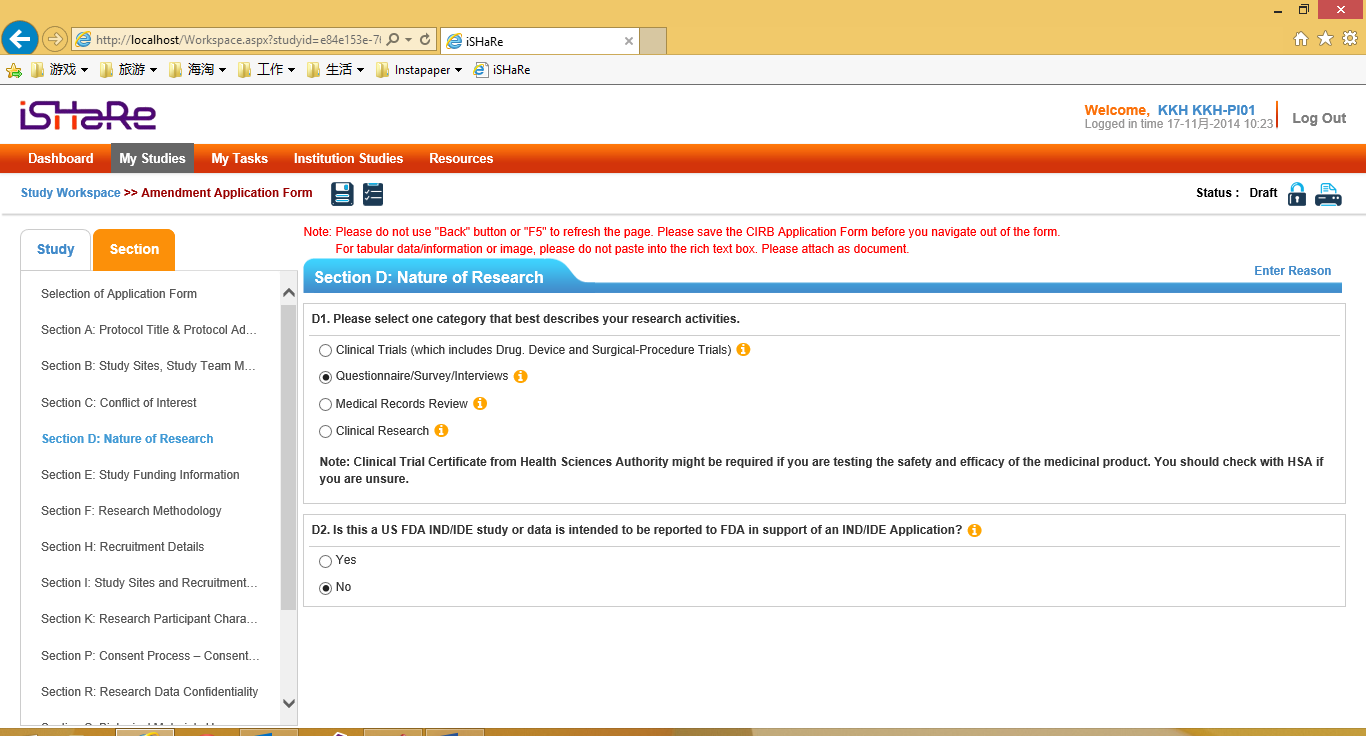 http://localhost/Workspace.aspx?studyid=e84e153e-7
iSHaRe
游戏 旅游 海淘 工作 生活 Instapaper iSHaRe
iSHaRe
Welcome, KKH KKH-PI01
Logged in time 17-11月-2014 10:23
Log Out
Dashboard My Studies My Tasks Institution Studies Resources
Study Workspace >> Amendment Application Form
Status : Draft
Study Section
Selection of Application Form
Section A: Protocol Title & Protocol Ad...
Section B: Study Sites, Study Team M...
Section C: Conflict of Interest
Section D: Nature of Research
Section E: Study Funding Information
Section F: Research Methodology
Section H: Recruitment Details
Section I: Study Sites and Recruitment...
Section K: Research Participant Chara...
Section P: Consent Process – Consent...
Section R: Research Data Confidentiality
Note: Please do not use "Back" button or "F5" to refresh the page. Please save the CIRB Application Form before you navigate out of the form.
For tabular data/information or image, please do not paste into the rich text box. Please attach as document.
Section D: Nature of Research
Enter Reason
D1. Please select one category that best describes your research activities.
Clinical Trials (which includes Drug. Device and Surgical-Procedure Trials)
Questionnaire/Survey/Interviews
Medical Records Review
Clinical Research
Note: Clinical Trial Certificate from Health Sciences Authority might be required if you are testing the safety and efficacy of the medicinal product. You should check with HSA if
you are unsure.
D2. Is this a US FDA IND/IDE study or data is intended to be reported to FDA in support of an IND/IDE Application?
Yes
No